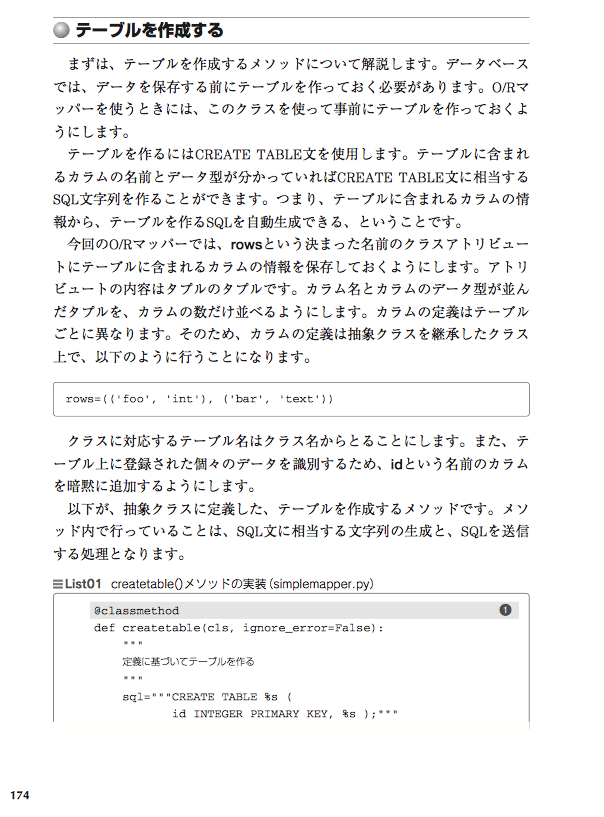 テーブルを作成する
まずは、テーブルを作成するメソッドについて解説します。データベース
では、データを保存する前にテーブルを作っておく必要があります。O/Rマ
ッパーを使うときには、このクラスを使って事前にテーブルを作っておくよ
うにします。
テーブルを作るにはCREATE TABLE文を使用します。テーブルに含まれ
るカラムの名前とデータ型が分かっていればCREATE TABLE文に相当する
SQL文字列を作ることができます。つまり、テーブルに含まれるカラムの情
報から、テーブルを作るSQLを自動生成できる、ということです。
今回のO/Rマッパーでは、rowsという決まった名前のクラスアトリビュー
トにテーブルに含まれるカラムの情報を保存しておくようにします。アトリ
ビュートの内容はタプルのタプルです。カラム名とカラムのデータ型が並ん
だタプルを、カラムの数だけ並べるようにします。カラムの定義はテーブル
ごとに異なります。そのため、カラムの定義は抽象クラスを継承したクラス
上で、以下のように行うことになります。
rows=(('foo', 'int'), ('bar', 'text'))
クラスに対応するテーブル名はクラス名からとることにします。また、テ
ーブル上に登録された個々のデータを識別するため、idという名前のカラム
を暗黙に追加するようにします。
以下が、抽象クラスに定義した、テーブルを作成するメソッドです。メソ
ッド内で行っていることは、SQL文に相当する文字列の生成と、SQLを送信
する処理となります。
List01 createtable()メソッドの実装(simplemapper.py)
@classmethod ❶
def createtable(cls, ignore_error=False):
"""
定義に基づいてテーブルを作る
"""
sql="""CREATE TABLE %s (
id INTEGER PRIMARY KEY, %s );"""
174